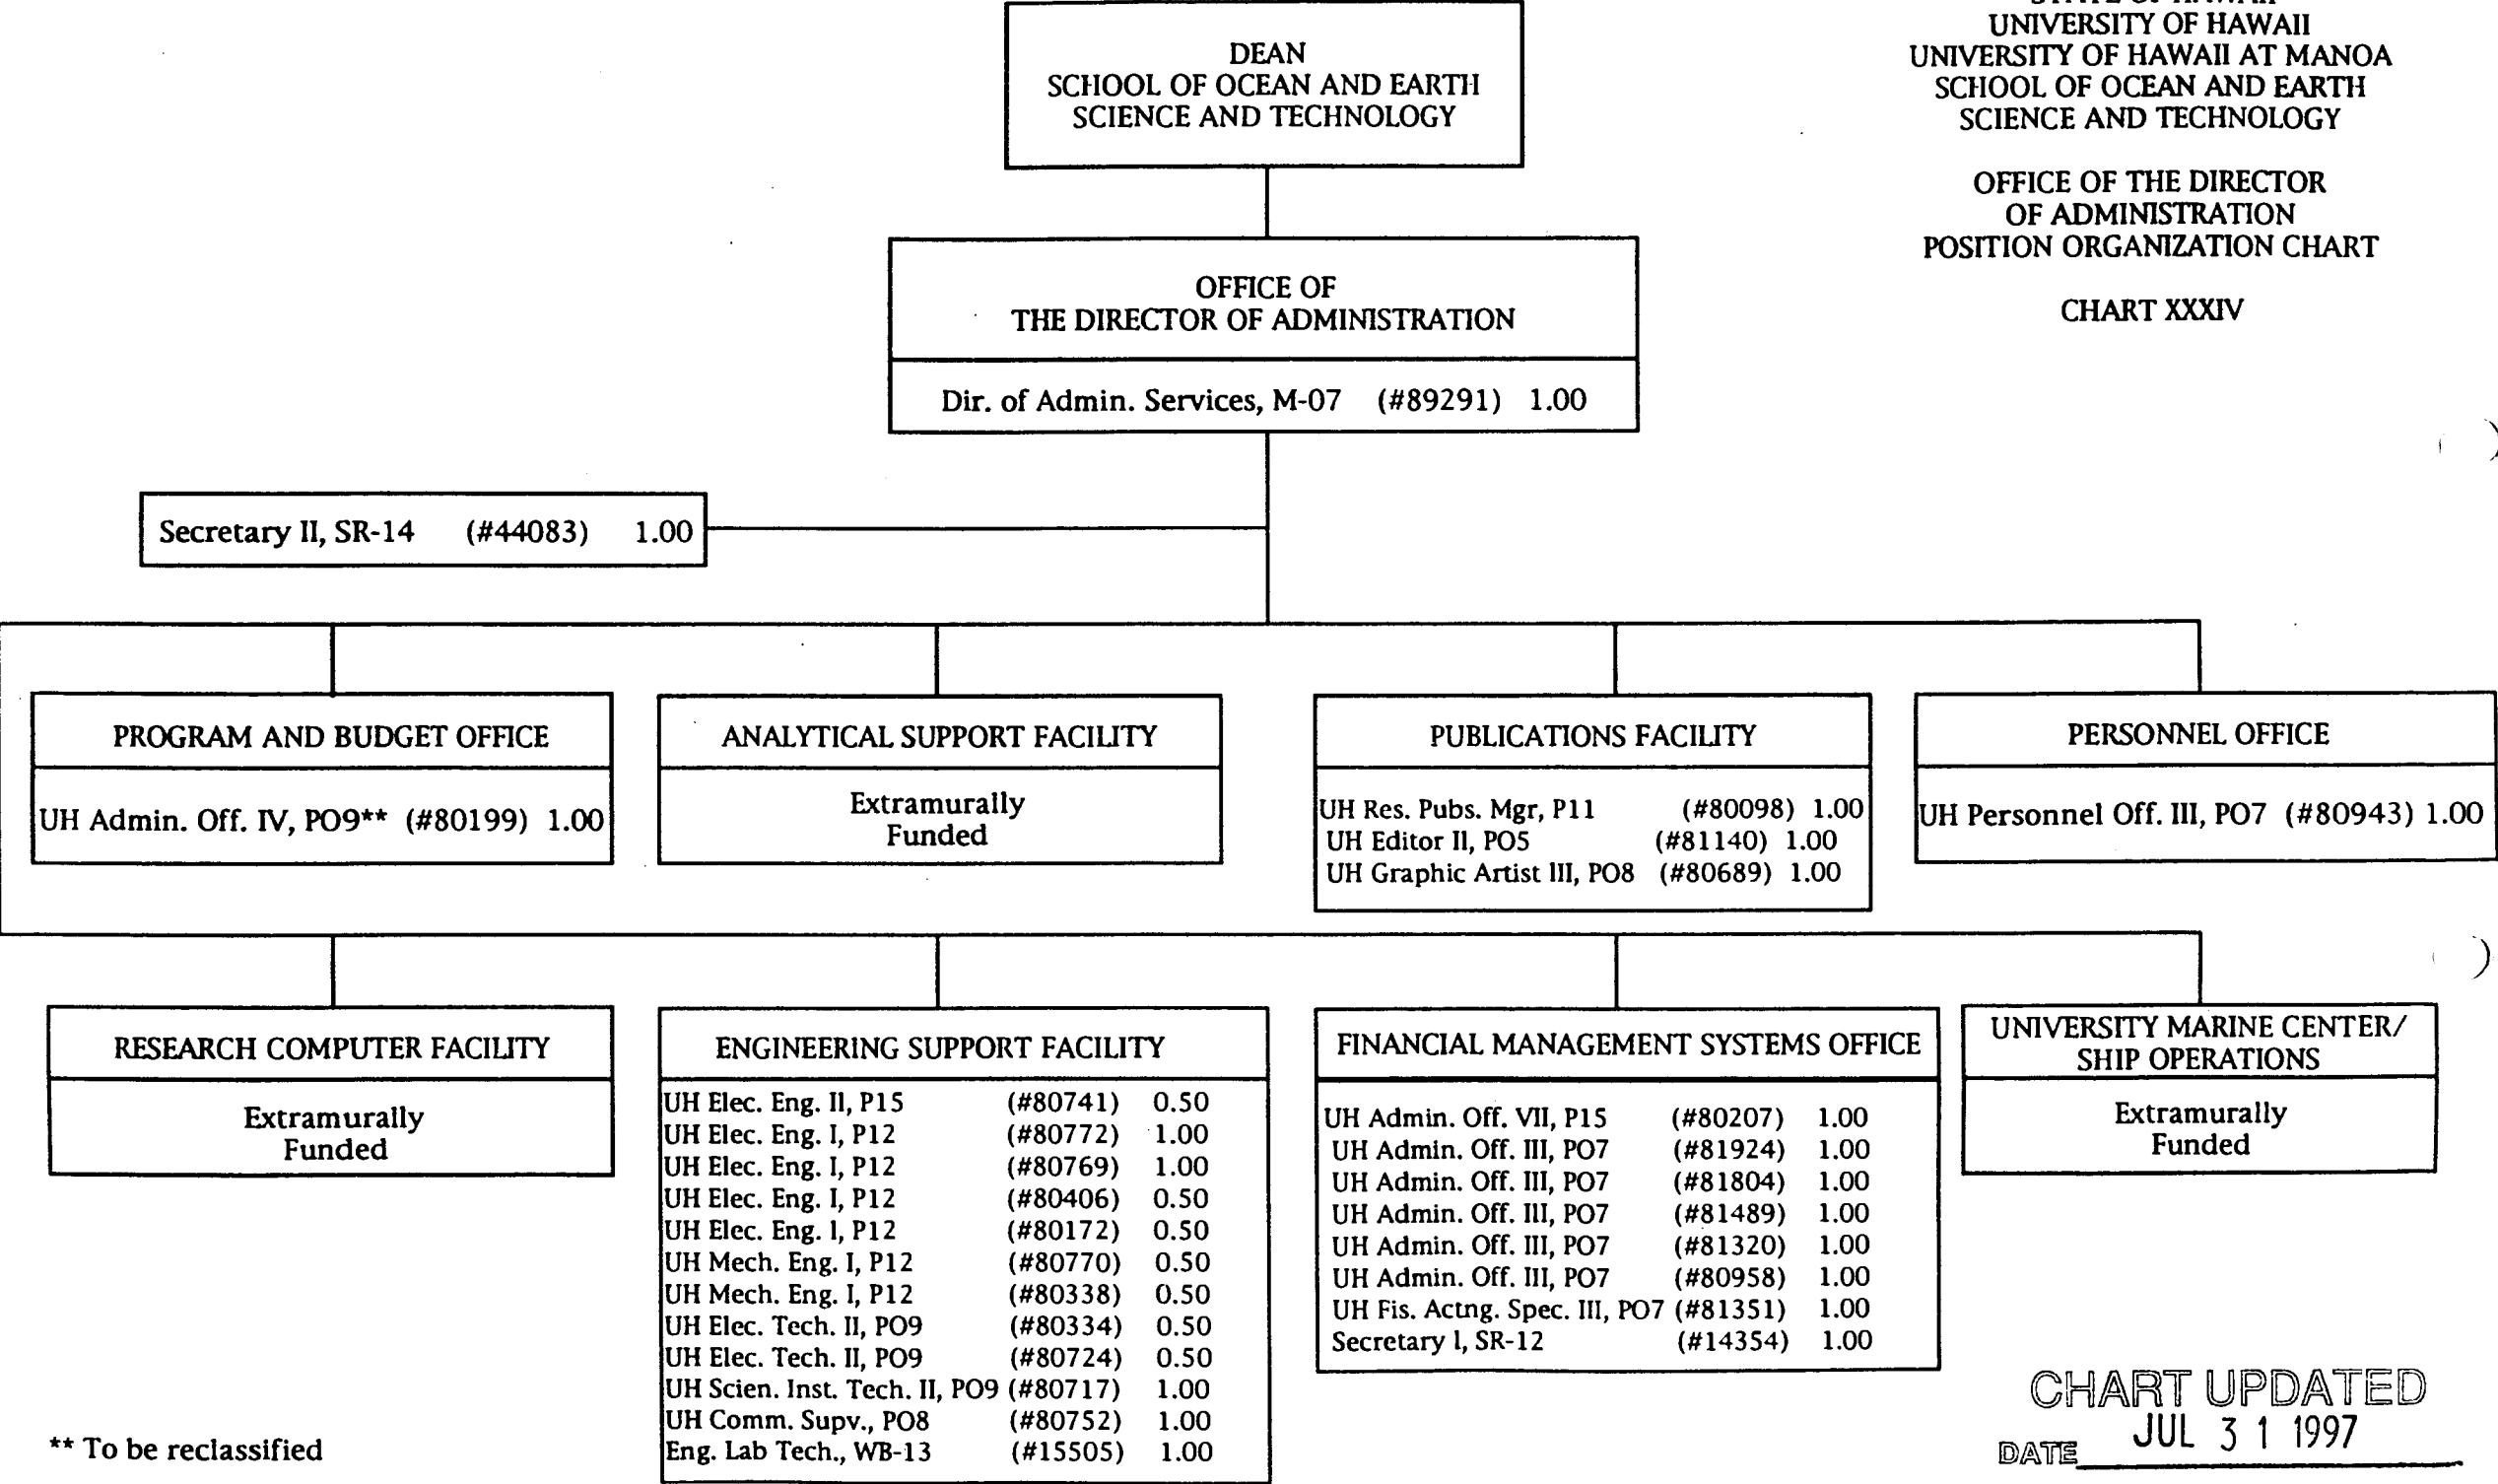 DEAN
SCHOOL OF OCEAN AND EARTH
SCIENCE AND TECHNOLOGY
UNIVERSITY OF HAWAII
UNIVERSITY OF HAWAII AT MANOA
SCHOOL OF OCEAN AND EARTH
SCIENCE AND TECHNOLOGY
OFFICE OF THE DIRECTOR
OF ADMINISTRATION
POSITION ORGANIZATION CHART
CHART XXXIV
OFFICE OF
THE DIRECTOR OF ADMINISTRATION
Dir. of Admin. Services, M-07 (#89291) 1.00
Secretary II, SR-14 (#44083) 1.00
PROGRAM AND BUDGET OFFICE
UH Admin. Off. IV, PO9** (#80199) 1.00
ANALYTICAL SUPPORT FACILITY
Extramurally
Funded
PUBLICATIONS FACILITY
UH Res. Pubs. Mgr, P11 (#80098) 1.00
UH Editor II, PO5 (#81140) 1.00
UH Graphic Artist III, PO8 (#80689) 1.00
PERSONNEL OFFICE
UH Personnel Off. III, PO7 (#80943) 1.00
RESEARCH COMPUTER FACILITY
Extramurally
Funded
ENGINEERING SUPPORT FACILITY
UH Elec. Eng. II, P15 (#80741) 0.50
UH Elec. Eng. I, P12 (#80772) 1.00
UH Elec. Eng. I, P12 (#80769) 1.00
UH Elec. Eng. I, P12 (#80406) 0.50
UH Elec. Eng. I, P12 (#80172) 0.50
UH Mech. Eng. I, P12 (#80770) 0.50
UH Mech. Eng. I, P12 (#80338) 0.50
UH Elec. Tech. II, PO9 (#80334) 0.50
UH Elec. Tech. II, PO9 (#80724) 0.50
UH Scien. Inst. Tech. II, PO9 (#80717) 1.00
UH Comm. Supv., PO8 (#80752) 1.00
Eng. Lab Tech., WB-13 (#15505) 1.00
FINANCIAL MANAGEMENT SYSTEMS OFFICE
UH Admin. Off. VII, P15 (#80207) 1.00
UH Admin. Off. III, PO7 (#81924) 1.00
UH Admin. Off. III, PO7 (#81804) 1.00
UH Admin. Off. III, PO7 (#81489) 1.00
UH Admin. Off. III, PO7 (#81320) 1.00
UH Admin. Off. III, PO7 (#80958) 1.00
UH Fis. Actng. Spec. III, PO7 (#81351) 1.00
Secretary I, SR-12 (#14354) 1.00
UNIVERSITY MARINE CENTER/
SHIP OPERATIONS
Extramurally
Funded
** To be reclassified
CHART UPDATED
DATE JUL 31 1997